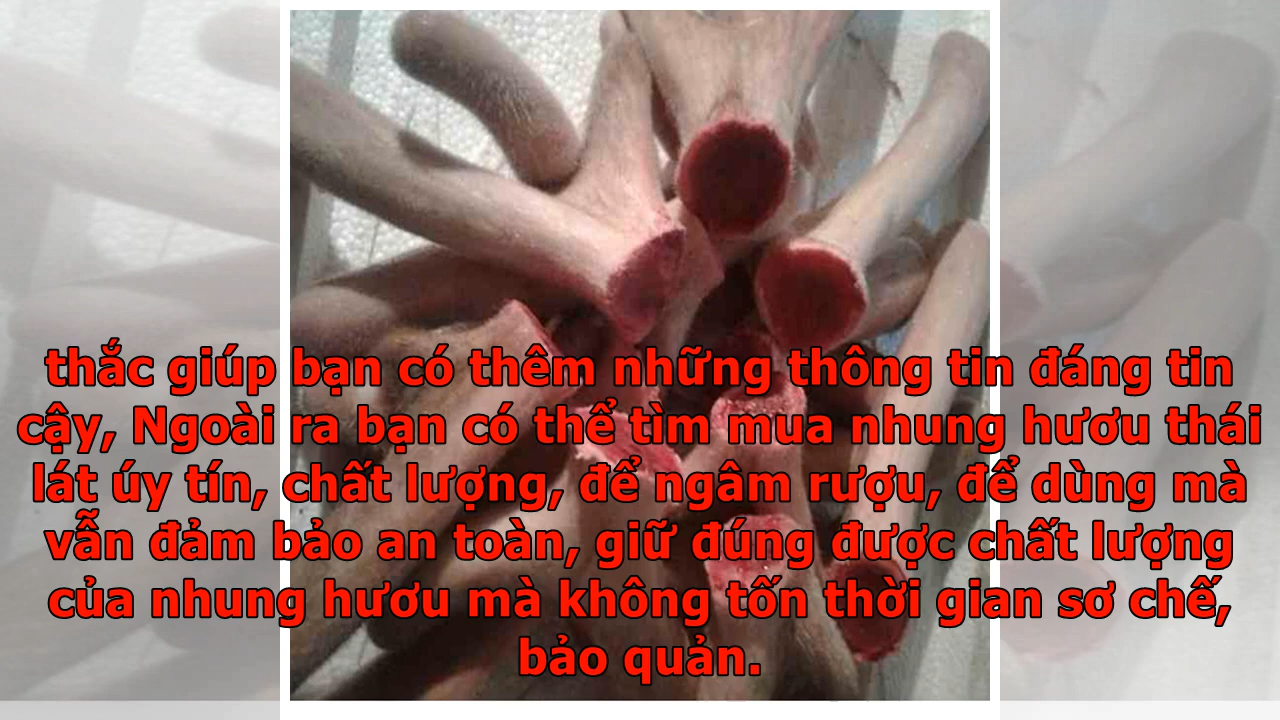 thắc giúp bạn có thêm những thông tin đáng tin
cậy, Ngoài ra bạn có thể tìm mua nhung hươu thái
lát úy tín, chất lượng, để ngâm rượu, để dùng mà
vẫn đảm bảo an toàn, giữ đúng được chất lượng
của nhung hươu mà không tốn thời gian sơ chế,
bảo quản.